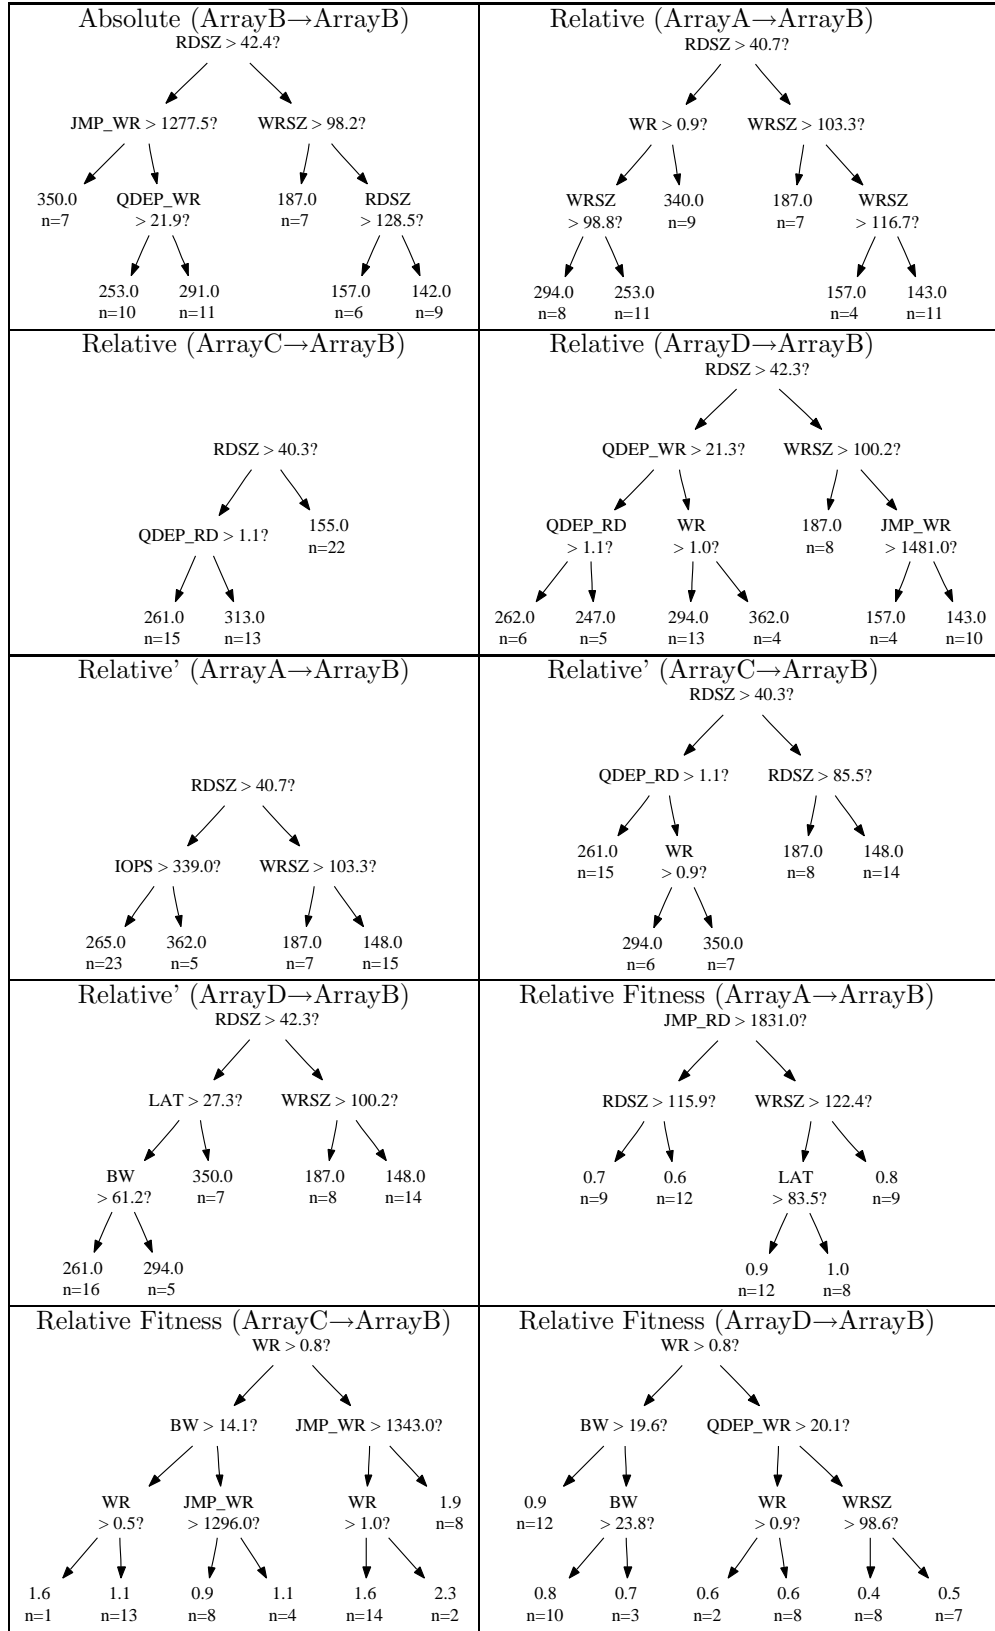 Absolute (ArrayB→ArrayB)
RDSZ > 42.4?
JMP_WR > 1277.5? WRSZ > 98.2?
350.0 QDEP_WR 187.0 RDSZ
n=7 > 21.9? n=7 > 128.5?
253.0 291.0 157.0 142.0
n=10 n=11 n=6 n=9
Relative (ArrayA→ArrayB)
RDSZ > 40.7?
WR > 0.9? WRSZ > 103.3?
WRSZ 340.0 187.0 WRSZ
> 98.8? n=9 n=7 > 116.7?
294.0 253.0 157.0 143.0
n=8 n=11 n=4 n=11
Relative (ArrayC→ArrayB)
RDSZ > 40.3?
QDEP_RD > 1.1? 155.0
n=22
261.0 313.0
n=15 n=13
Relative (ArrayD→ArrayB)
RDSZ > 42.3?
QDEP_WR > 21.3? WRSZ > 100.2?
QDEP_RD WR 187.0 JMP_WR
> 1.1? > 1.0? n=8 > 1481.0?
262.0 247.0 294.0 362.0 157.0 143.0
n=6 n=5 n=13 n=4 n=4 n=10
Relative' (ArrayA→ArrayB)
RDSZ > 40.7?
IOPS > 339.0? WRSZ > 103.3?
265.0 362.0 187.0 148.0
n=23 n=5 n=7 n=15
Relative' (ArrayC→ArrayB)
RDSZ > 40.3?
QDEP_RD > 1.1? RDSZ > 85.5?
261.0 WR 187.0 148.0
n=15 > 0.9? n=8 n=14
294.0 350.0
n=6 n=7
Relative' (ArrayD→ArrayB)
RDSZ > 42.3?
LAT > 27.3? WRSZ > 100.2?
BW 350.0 187.0 148.0
> 61.2? n=7 n=8 n=14
261.0 294.0
n=16 n=5
Relative Fitness (ArrayA→ArrayB)
JMP_RD > 1831.0?
RDSZ > 115.9? WRSZ > 122.4?
0.7 0.6 LAT 0.8
n=9 n=12 > 83.5? n=9
0.9 1.0
n=12 n=8
Relative Fitness (ArrayC→ArrayB)
WR > 0.8?
BW > 14.1? JMP_WR > 1343.0?
WR JMP_WR WR 1.9
> 0.5? > 1296.0? > 1.0? n=8
1.6 1.1 0.9 1.1 1.6 2.3
n=1 n=13 n=8 n=4 n=14 n=2
Relative Fitness (ArrayD→ArrayB)
WR > 0.8?
BW > 19.6? QDEP_WR > 20.1?
0.9 BW WR WRSZ
n=12 > 23.8? > 0.9? > 98.6?
0.8 0.7 0.6 0.6 0.4 0.5
n=10 n=3 n=2 n=8 n=8 n=7